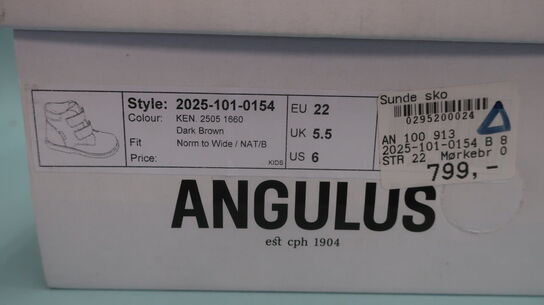 Style: 2025-101-0154
Colour: KEN. 2505 1660
Dark Brown
Fit Norm to Wide / NAT/B
Price:
KIDS
EU 22
UK 5.5
US 6
Sunde sko
0295200024
AN 100 913
2025-101-0154 B 8
STR 22 Mørkebr 0
799,-
ANGULUS
est cph 1904